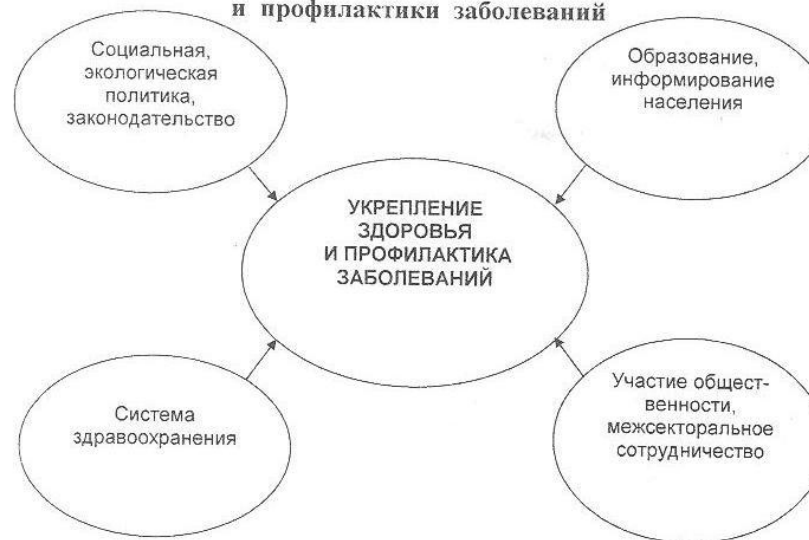 и профилактики заболеваний
Социальная,
экологическая
политика,
законодательство
Образование,
информирование
населения
УКРЕПЛЕНИЕ
ЗДОРОВЬЯ
И ПРОФИЛАКТИКА
ЗАБОЛЕВАНИЙ
Система
здравоохранения
Участие общест-
венности,
межсекторальное
сотрудничество